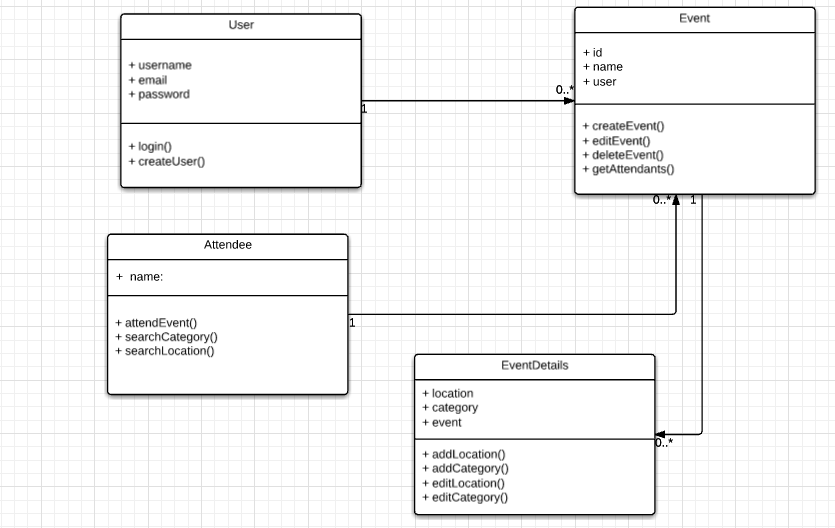 User
+ username
+ email
+ password
+ login()
+ createUser()
1
0..*
Event
+ id
+ name
+ user
+ createEvent()
+ editEvent()
+ deleteEvent()
+ getAttendants()
0..*
1
Attendee
+ name:
+ attendEvent()
+ searchCategory()
+ searchLocation()
1
EventDetails
+ location
+ category
+ event
+ addLocation()
+ addCategory()
+ editLocation()
+ editCategory()
0..*